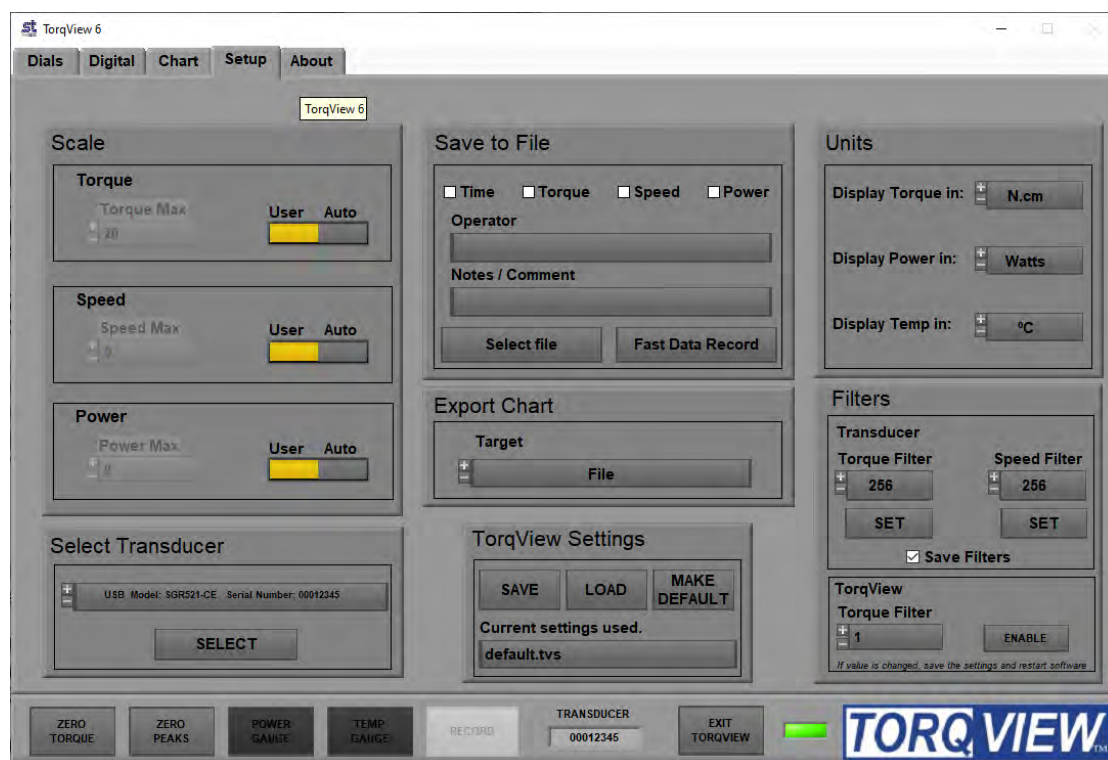 st TorqView 6
Dials Digital Chart Setup About
TorqView 6
Scale
Torque
Torque Max
20
User Auto
Speed
Speed Max
0
User Auto
Power
Power Max
0
User Auto
Select Transducer
USB Model: SGR521-CE Serial Number: 00012345
SELECT
Save to File
Time Torque Speed Power
Operator
Notes / Comment
Select file Fast Data Record
Export Chart
Target
File
TorqView Settings
SAVE LOAD MAKE DEFAULT
Current settings used.
default.tvs
Units
Display Torque in: N.cm
Display Power in: Watts
Display Temp in: ºC
Filters
Transducer
Torque Filter Speed Filter
256 256
SET SET
Save Filters
TorqView
Torque Filter
1 ENABLE
If value is changed, save the settings and restart software
ZERO TORQUE
ZERO PEAKS
POWER GAUGE
TEMP GAUGE
RECORD
TRANSDUCER
00012345
EXIT TORQVIEW
TORQVIEW™